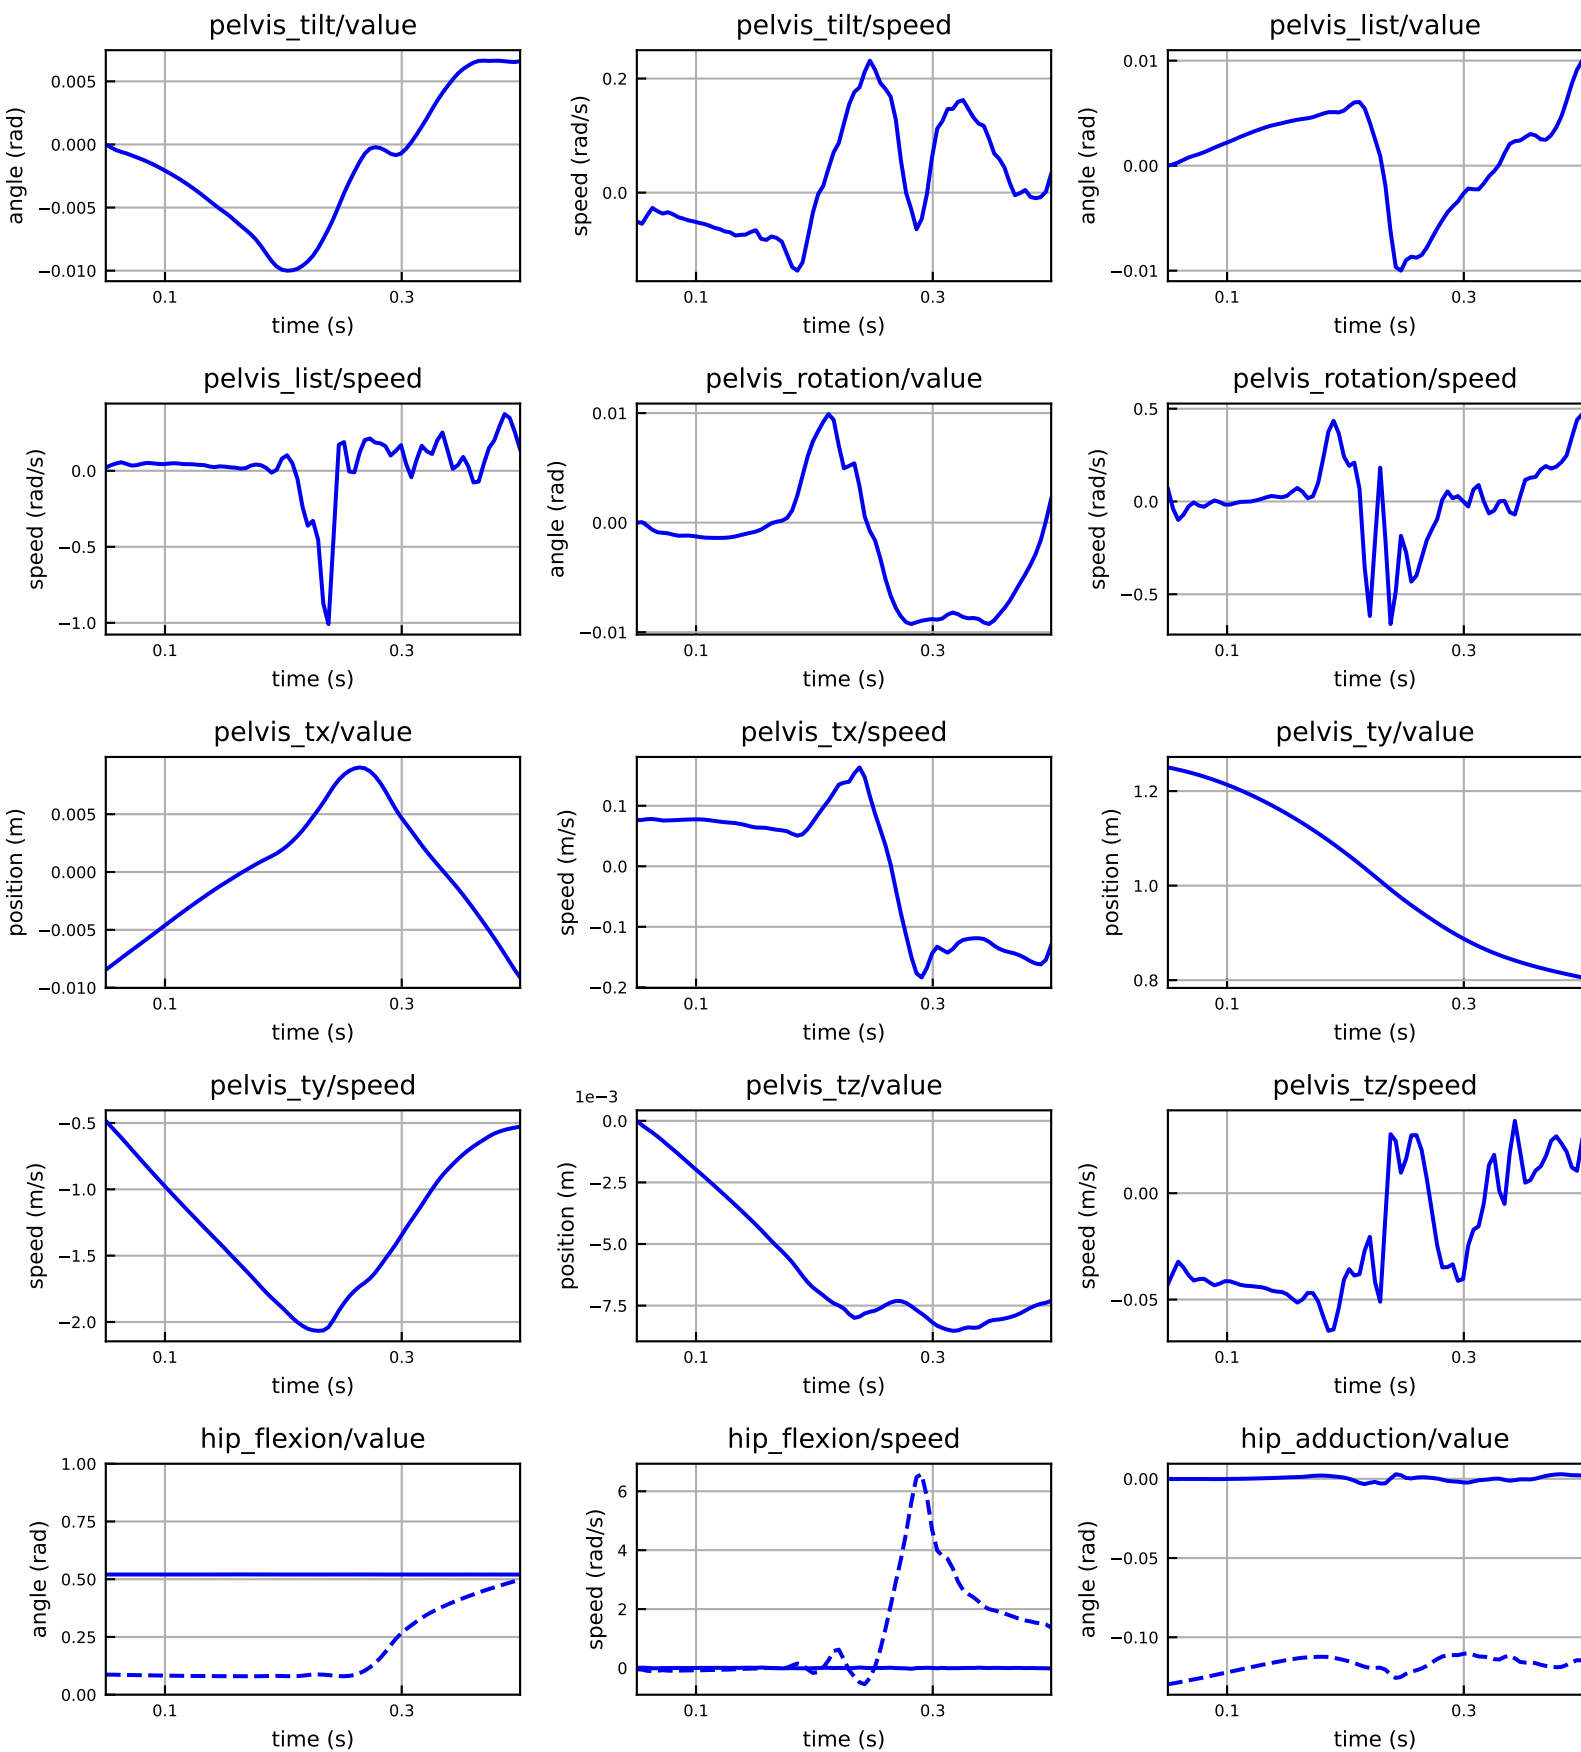 pelvis_tilt/value
angle (rad)
0.005
0.000
−0.005
−0.010
0.1
0.3
time (s)
pelvis_tilt/speed
speed (rad/s)
0.2
0.0
0.1
0.3
time (s)
pelvis_list/value
angle (rad)
0.01
0.00
−0.01
0.1
0.3
time (s)
pelvis_list/speed
speed (rad/s)
0.0
−0.5
−1.0
0.1
0.3
time (s)
pelvis_rotation/value
angle (rad)
0.01
0.00
−0.01
0.1
0.3
time (s)
pelvis_rotation/speed
speed (rad/s)
0.5
0.0
−0.5
0.1
0.3
time (s)
pelvis_tx/value
position (m)
0.005
0.000
−0.005
−0.010
0.1
0.3
time (s)
pelvis_tx/speed
speed (m/s)
0.1
0.0
−0.1
−0.2
0.1
0.3
time (s)
pelvis_ty/value
position (m)
1.2
1.0
0.8
0.1
0.3
time (s)
pelvis_ty/speed
speed (m/s)
−0.5
−1.0
−1.5
−2.0
0.1
0.3
time (s)
pelvis_tz/value
1e−3
position (m)
0.0
−2.5
−5.0
−7.5
0.1
0.3
time (s)
pelvis_tz/speed
speed (m/s)
0.00
−0.05
0.1
0.3
time (s)
hip_flexion/value
angle (rad)
1.00
0.75
0.50
0.25
0.00
0.1
0.3
time (s)
hip_flexion/speed
speed (rad/s)
6
4
2
0
0.1
0.3
time (s)
hip_adduction/value
angle (rad)
0.00
−0.05
−0.10
0.1
0.3
time (s)